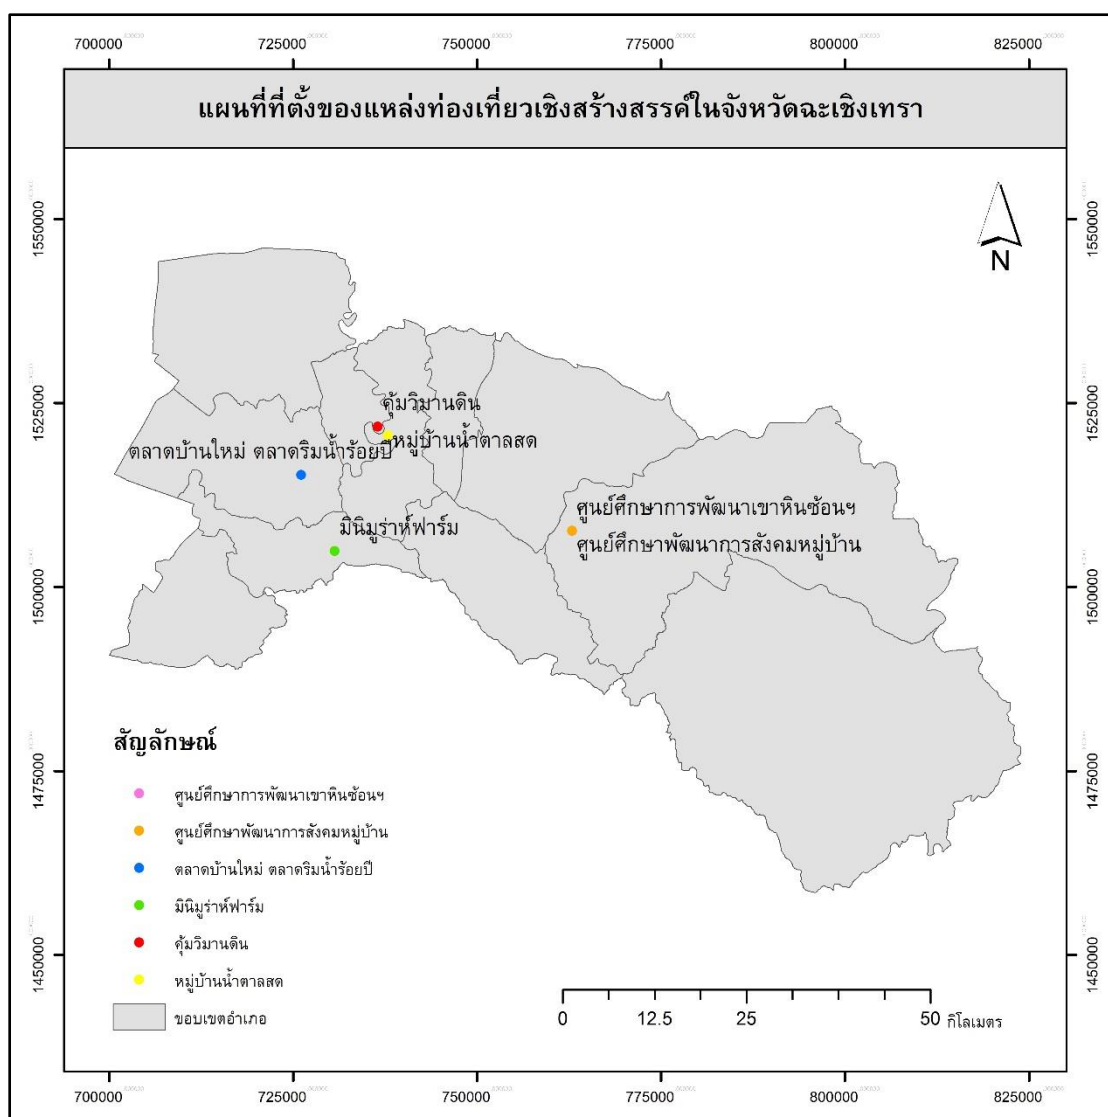 700000 725000 750000 775000 800000 825000
แผนที่ที่ตั้งของแหล่งท่องเที่ยวเชิงสร้างสรรค์ในจังหวัดฉะเชิงเทรา
1550000 1550000
N
1525000 1525000
คุ้มวิมานดิน
หมู่บ้านน้ำตาลสด
ตลาดบ้านใหม่ ตลาดริมน้ำร้อยปี
ศูนย์ศึกษาการพัฒนาเขาหินซ้อนฯ
มินิมูร่าห์ฟาร์ม
ศูนย์ศึกษาพัฒนาการสังคมหมู่บ้าน
1500000 1500000
สัญลักษณ์
1475000 1475000
ศูนย์ศึกษาการพัฒนาเขาหินซ้อนฯ
ศูนย์ศึกษาพัฒนาการสังคมหมู่บ้าน
ตลาดบ้านใหม่ ตลาดริมน้ำร้อยปี
มินิมูร่าห์ฟาร์ม
คุ้มวิมานดิน
1450000 1450000
หมู่บ้านน้ำตาลสด
ขอบเขตอำเภอ
0 12.5 25 50 กิโลเมตร
700000 725000 750000 775000 800000 825000